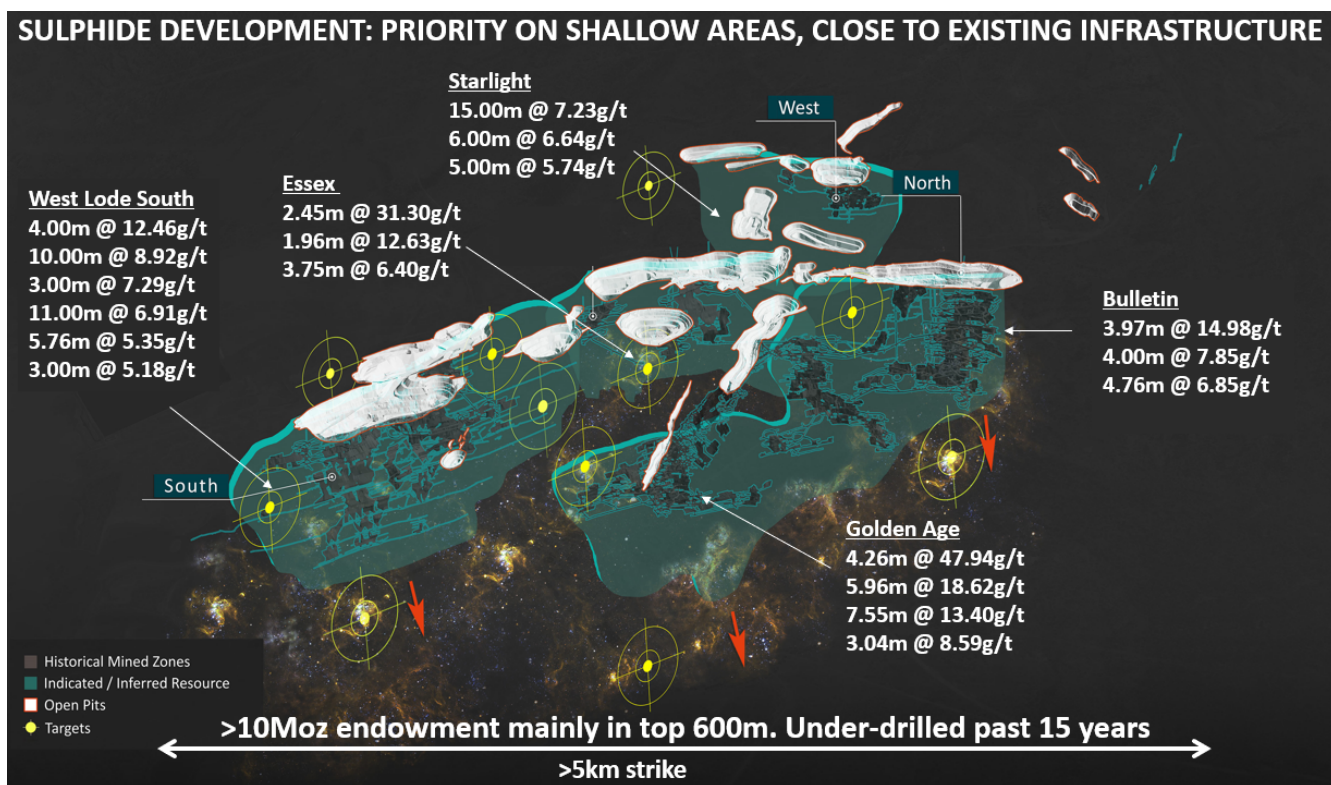 SULPHIDE DEVELOPMENT: PRIORITY ON SHALLOW AREAS, CLOSE TO EXISTING INFRASTRUCTURE
Starlight
15.00m @ 7.23g/t
6.00m @ 6.64g/t
5.00m @ 5.74g/t
West
North
West Lode South
4.00m @ 12.46g/t
10.00m @ 8.92g/t
3.00m @ 7.29g/t
11.00m @ 6.91g/t
5.76m @ 5.35g/t
3.00m @ 5.18g/t
Essex
2.45m @ 31.30g/t
1.96m @ 12.63g/t
3.75m @ 6.40g/t
Bulletin
3.97m @ 14.98g/t
4.00m @ 7.85g/t
4.76m @ 6.85g/t
South
Golden Age
4.26m @ 47.94g/t
5.96m @ 18.62g/t
7.55m @ 13.40g/t
3.04m @ 8.59g/t
Historical Mined Zones
Indicated / Inferred Resource
Open Pits
Targets
>10Moz endowment mainly in top 600m. Under-drilled past 15 years
>5km strike